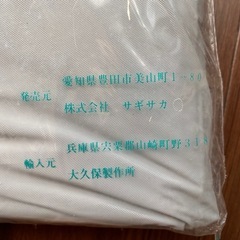 愛知県豊田市美山町1-86
発売元
株式会社 サギサカ
兵庫県宍粟郡山崎町野318
輸入元
大久保製作所